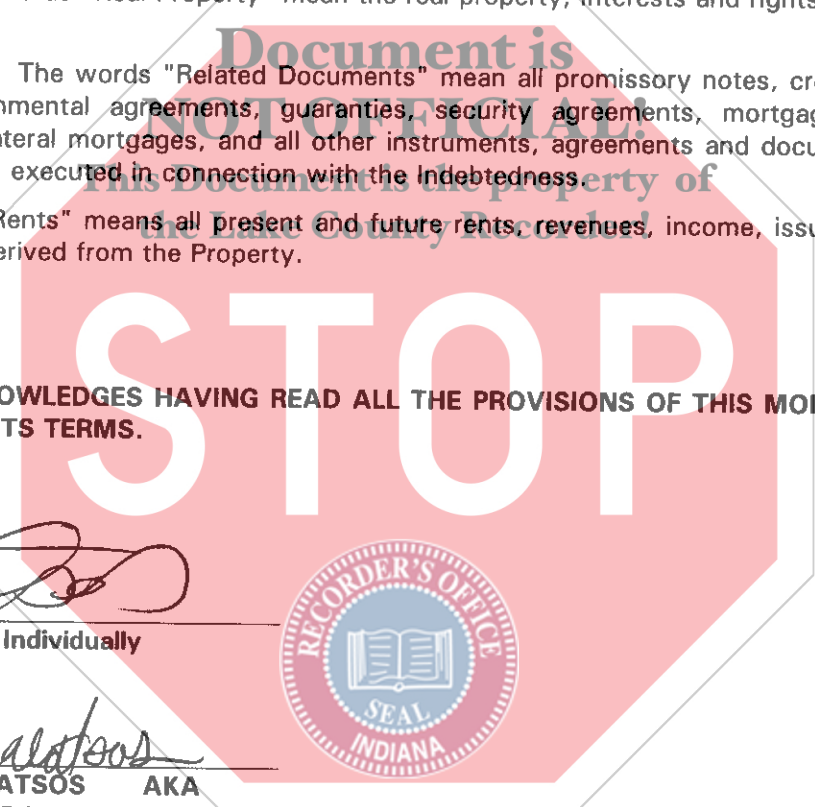 "Real Property" mean the real property, interests and rights
Document is
The words "Related Documents" mean all promissory notes, cre
nmental agreements, guaranties, security agreements, mortgag
NOT OFFICIAL!
teral mortgages, and all other instruments, agreements and docu
executed in connection with the Indebtedness.
This Document is the property of
Rents" means all present and future rents, revenues, income, issu
the Lake County Recorder!
erived from the Property.
STOP
OWLEDGES HAVING READ ALL THE PROVISIONS OF THIS MO
TS TERMS.
RECORDER'S OFFICE
Individually
SEAL
INDIANA
alatsos
ATSOS AKA